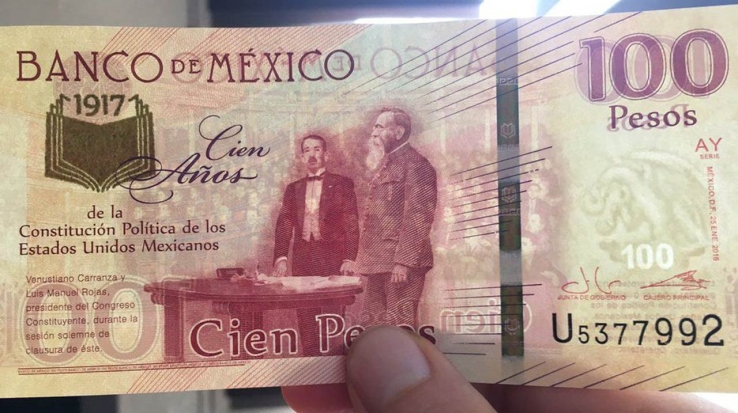 BANCO DE MÉXICO
100
Pesos
1917
Cien
Años
de la
Constitución Política de los
Estados Unidos Mexicanos
AY
SERIE
MÉXICO, D.F.
100
Venustiano Carranza y
Luis Manuel Rojas,
presidente del Congreso
Constituyente, durante la
sesión solemne de
clausura de éste.
JUNTA DE GOBIERNO
CAJERO PRINCIPAL
Cien Pesos
U5377992